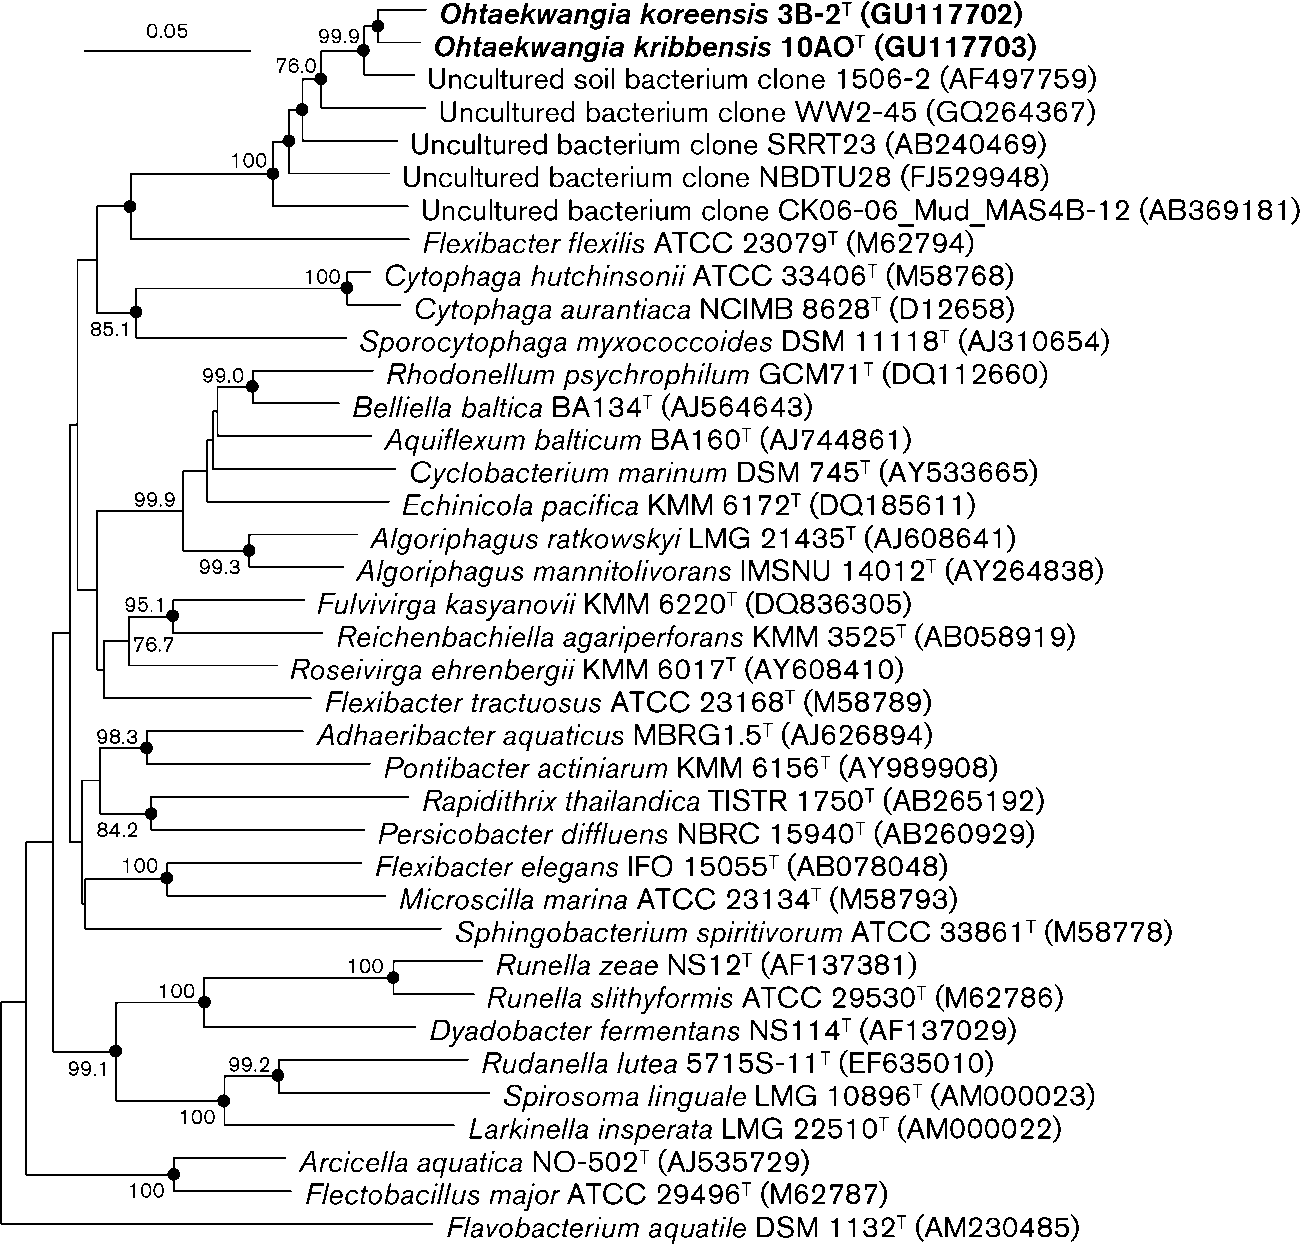 0.05
99.9
Ohtaekwangia koreensis 3B-2ᵀ (GU117702)
Ohtaekwangia kribbensis 10AOᵀ (GU117703)
76.0
Uncultured soil bacterium clone 1506-2 (AF497759)
Uncultured bacterium clone WW2-45 (GQ264367)
Uncultured bacterium clone SRRT23 (AB240469)
100
Uncultured bacterium clone NBDTU28 (FJ529948)
Uncultured bacterium clone CK06-06_Mud_MAS4B-12 (AB369181)
Flexibacter flexilis ATCC 23079ᵀ (M62794)
100
Cytophaga hutchinsonii ATCC 33406ᵀ (M58768)
Cytophaga aurantiaca NCIMB 8628ᵀ (D12658)
85.1
Sporocytophaga myxococcoides DSM 11118ᵀ (AJ310654)
99.0
Rhodonellum psychrophilum GCM71ᵀ (DQ112660)
Belliella baltica BA134ᵀ (AJ564643)
Aquiflexum balticum BA160ᵀ (AJ744861)
Cyclobacterium marinum DSM 745ᵀ (AY533665)
99.9
Echinicola pacifica KMM 6172ᵀ (DQ185611)
Algoriphagus ratkowskyi LMG 21435ᵀ (AJ608641)
99.3
Algoriphagus mannitolivorans IMSNU 14012ᵀ (AY264838)
95.1
Fulvivirga kasyanovii KMM 6220ᵀ (DQ836305)
76.7
Reichenbachiella agariperforans KMM 3525ᵀ (AB058919)
Roseivirga ehrenbergii KMM 6017ᵀ (AY608410)
Flexibacter tractuosus ATCC 23168ᵀ (M58789)
98.3
Adhaeribacter aquaticus MBRG1.5ᵀ (AJ626894)
Pontibacter actiniarum KMM 6156ᵀ (AY989908)
Rapidithrix thailandica TISTR 1750ᵀ (AB265192)
84.2
Persicobacter diffluens NBRC 15940ᵀ (AB260929)
100
Flexibacter elegans IFO 15055ᵀ (AB078048)
Microscilla marina ATCC 23134ᵀ (M58793)
Sphingobacterium spiritivorum ATCC 33861ᵀ (M58778)
100
Runella zeae NS12ᵀ (AF137381)
100
Runella slithyformis ATCC 29530ᵀ (M62786)
Dyadobacter fermentans NS114ᵀ (AF137029)
99.1
99.2
Rudanella lutea 5715S-11ᵀ (EF635010)
Spirosoma linguale LMG 10896ᵀ (AM000023)
100
Larkinella insperata LMG 22510ᵀ (AM000022)
Arcicella aquatica NO-502ᵀ (AJ535729)
100
Flectobacillus major ATCC 29496ᵀ (M62787)
Flavobacterium aquatile DSM 1132ᵀ (AM230485)